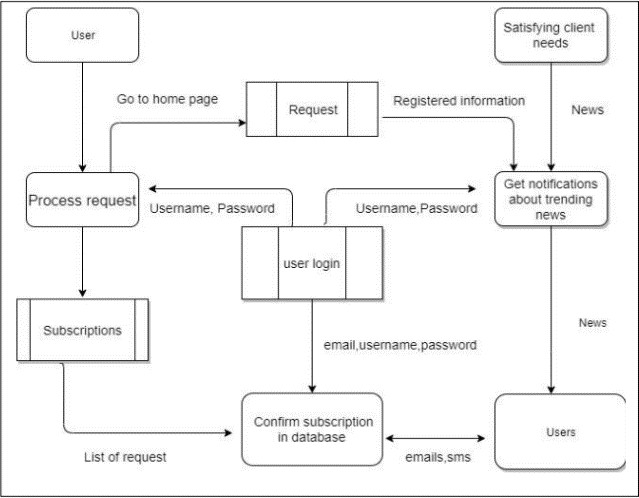 User
Satisfying client
needs
Go to home page
Request
Registered information
News
Process request
Get notifications
about trending
news
Username, Password
Username,Password
user login
Subscriptions
News
email,username,password
Confirm subscription
in database
Users
List of request
emails,sms